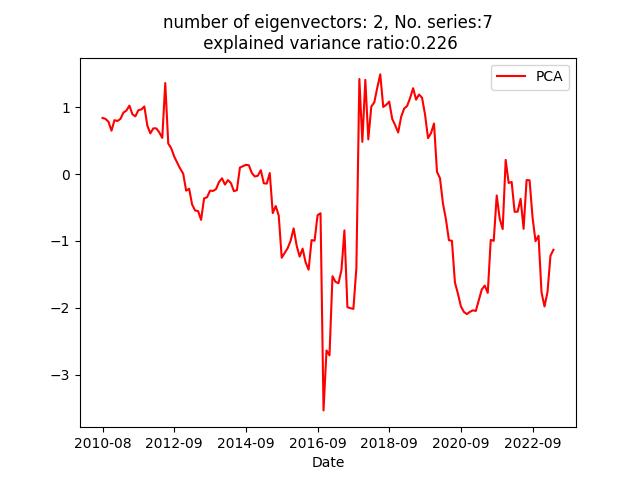 number of eigenvectors: 2, No. series:7
explained variance ratio:0.226
PCA
1
0
−1
−2
−3
2010-08 2012-09 2014-09 2016-09 2018-09 2020-09 2022-09
Date